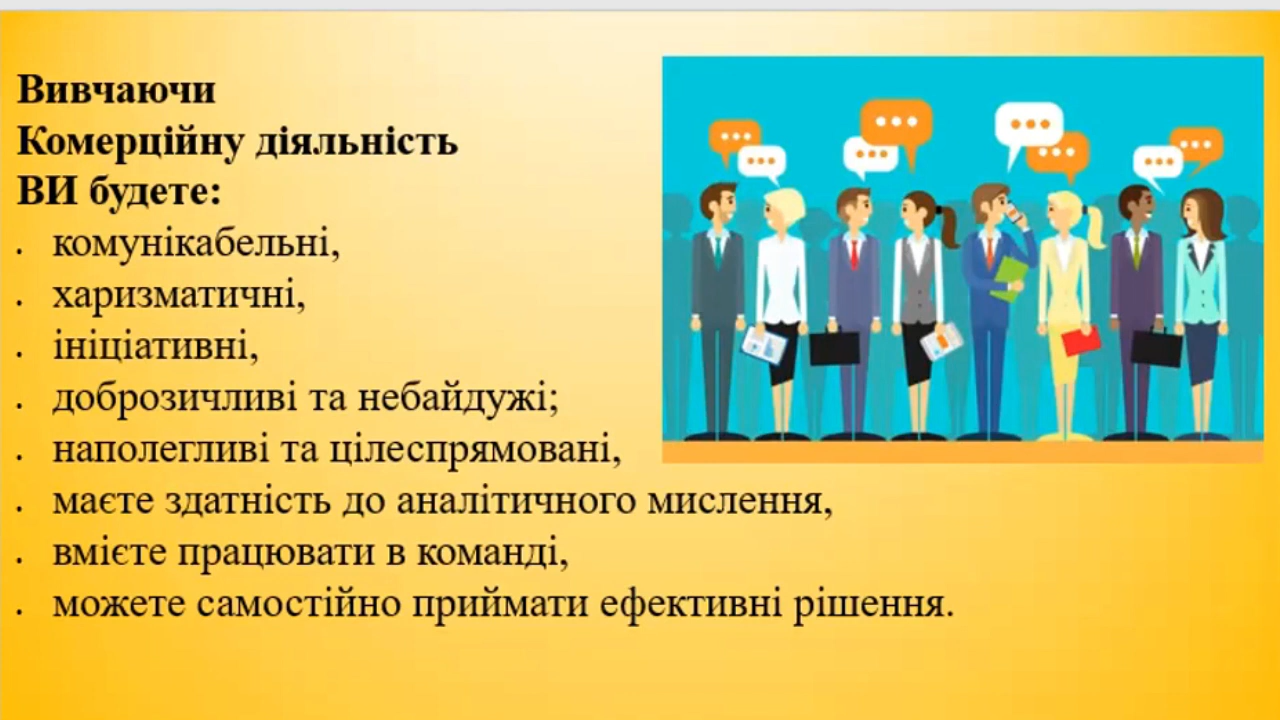 Вивчаючи
Комерційну діяльність
ВИ будете:
• комунікабельні,
• харизматичні,
• ініціативні,
• доброзичливі та небайдужі;
• наполегливі та цілеспрямовані,
• маєте здатність до аналітичного мислення,
• вмієте працювати в команді,
• можете самостійно приймати ефективні рішення.